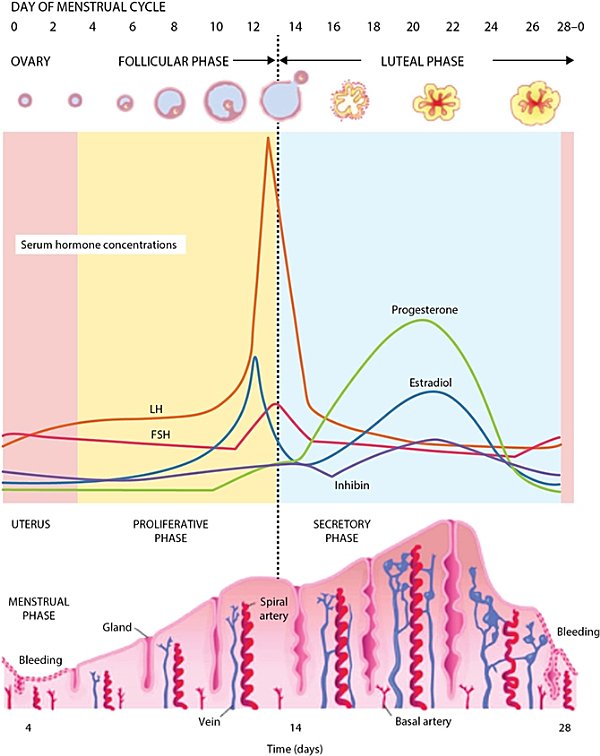 DAY OF MENSTRUAL CYCLE
0 2 4 6 8 10 12 14 16 18 20 22 24 26 28–0
OVARY FOLLICULAR PHASE LUTEAL PHASE
Serum hormone concentrations
Progesterone
Estradiol
LH
FSH
Inhibin
UTERUS PROLIFERATIVE PHASE SECRETORY PHASE
MENSTRUAL
PHASE
Spiral
artery
Gland
Bleeding
Bleeding
Vein
Basal artery
4 14 28
Time (days)